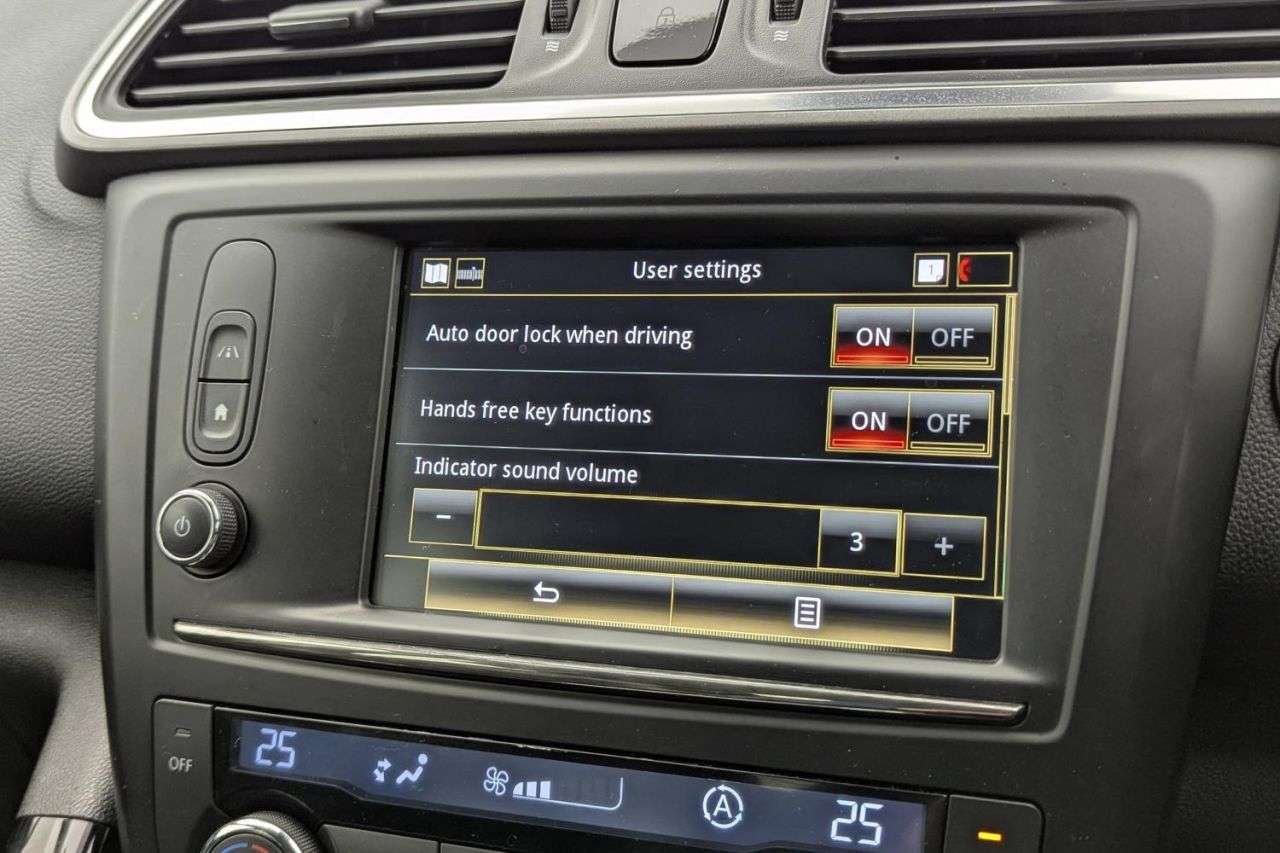 User settings
1
Auto door lock when driving
ON OFF
Hands free key functions
ON OFF
Indicator sound volume
- 3 +
OFF
25 A 25